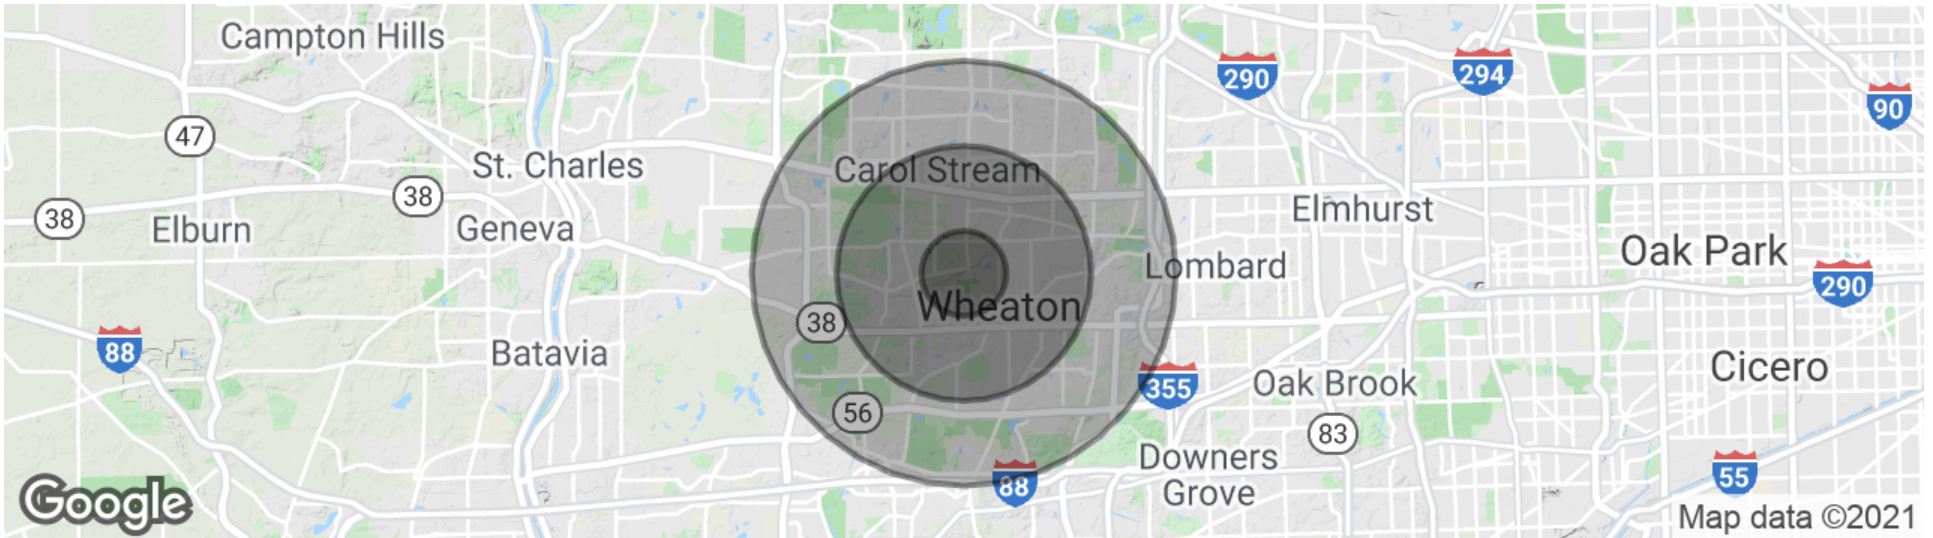 Campton Hills
290
294
90
47
St. Charles
Carol Stream
38
38
Elburn
Geneva
Elmhurst
Oak Park
Lombard
290
Wheaton
38
88
Batavia
355
Oak Brook
Cicero
56
83
Downers
Grove
88
55
Google
Map data ©2021